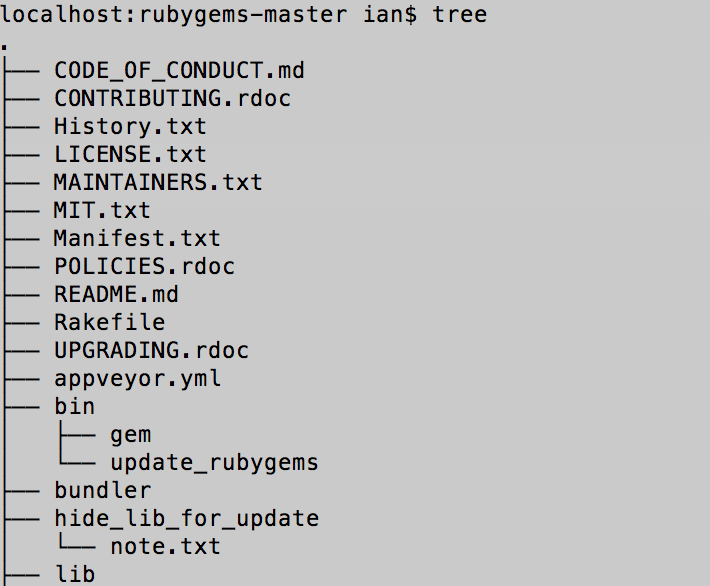 localhost:rubygems-master ian$ tree
.
├── CODE_OF_CONDUCT.md
├── CONTRIBUTING.rdoc
├── History.txt
├── LICENSE.txt
├── MAINTAINERS.txt
├── MIT.txt
├── Manifest.txt
├── POLICIES.rdoc
├── README.md
├── Rakefile
├── UPGRADING.rdoc
├── appveyor.yml
├── bin
│   ├── gem
│   └── update_rubygems
├── bundler
├── hide_lib_for_update
│   └── note.txt
├── lib